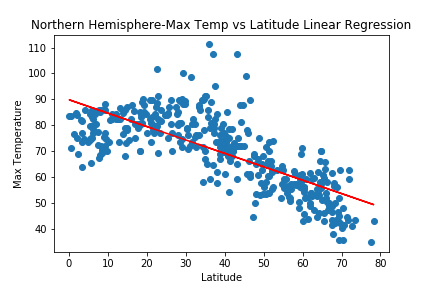 Northern Hemisphere-Max Temp vs Latitude Linear Regression
110
100
90
80
70
60
50
40
Max Temperature
0 10 20 30 40 50 60 70 80
Latitude